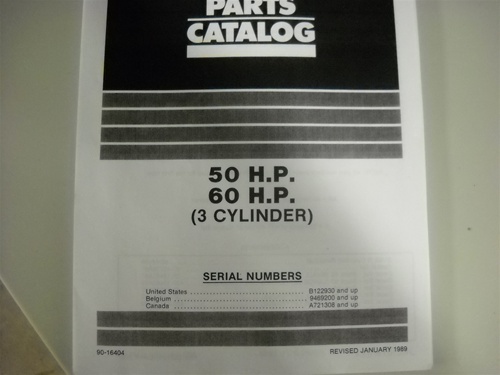 PARTS
CATALOG
50 H.P.
60 H.P.
(3 CYLINDER)
SERIAL NUMBERS
United States ................................ B122930 and up
Belgium ................................ 9469200 and up
Canada ................................ A721308 and up
90-16404 REVISED JANUARY 1989